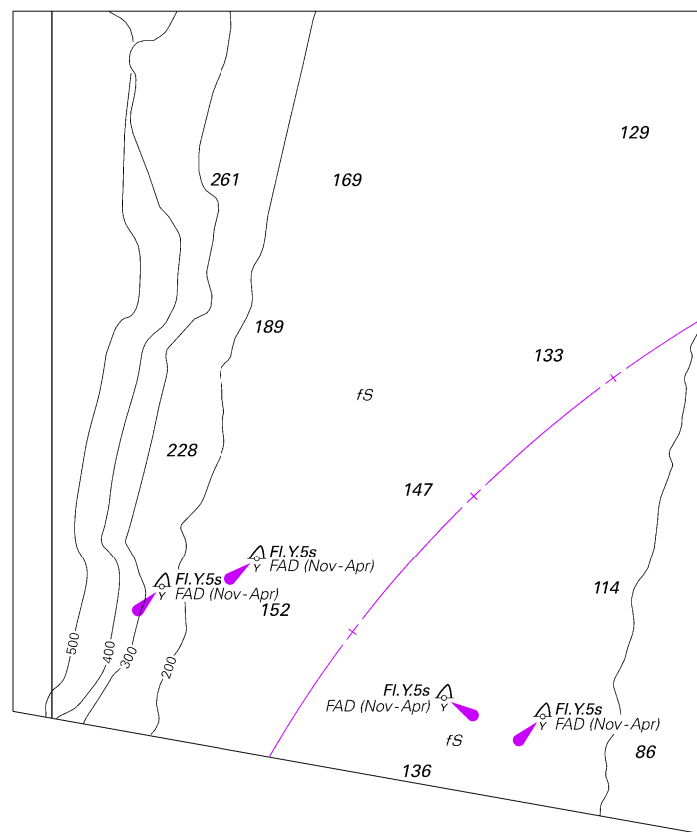 129
261 169
189
133
fS
228
147
Fl.Y.5s
FAD (Nov-Apr)
Y
Fl.Y.5s
FAD (Nov-Apr)
Y
152
114
500
400
300
200
Fl.Y.5s
FAD (Nov-Apr)
Y
Fl.Y.5s
FAD (Nov-Apr)
Y
fS
86
136